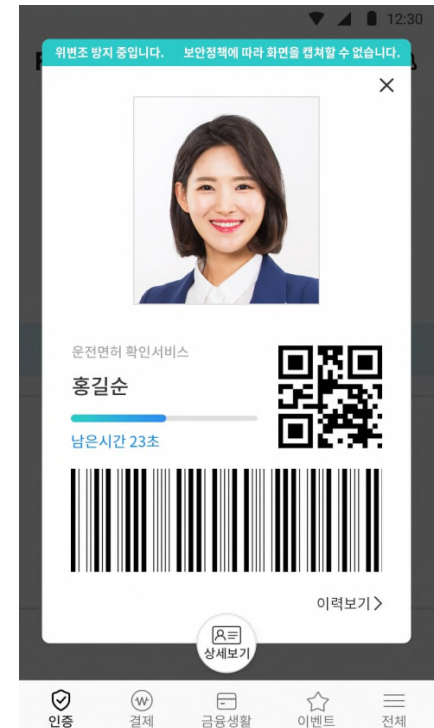 12:30
위변조 방지 중입니다. 보안정책에 따라 화면을 캡쳐할 수 없습니다.
운전면허 확인서비스
홍길순
남은시간 23초
이력보기
상세보기
인증 결제 금융생활 이벤트 전체